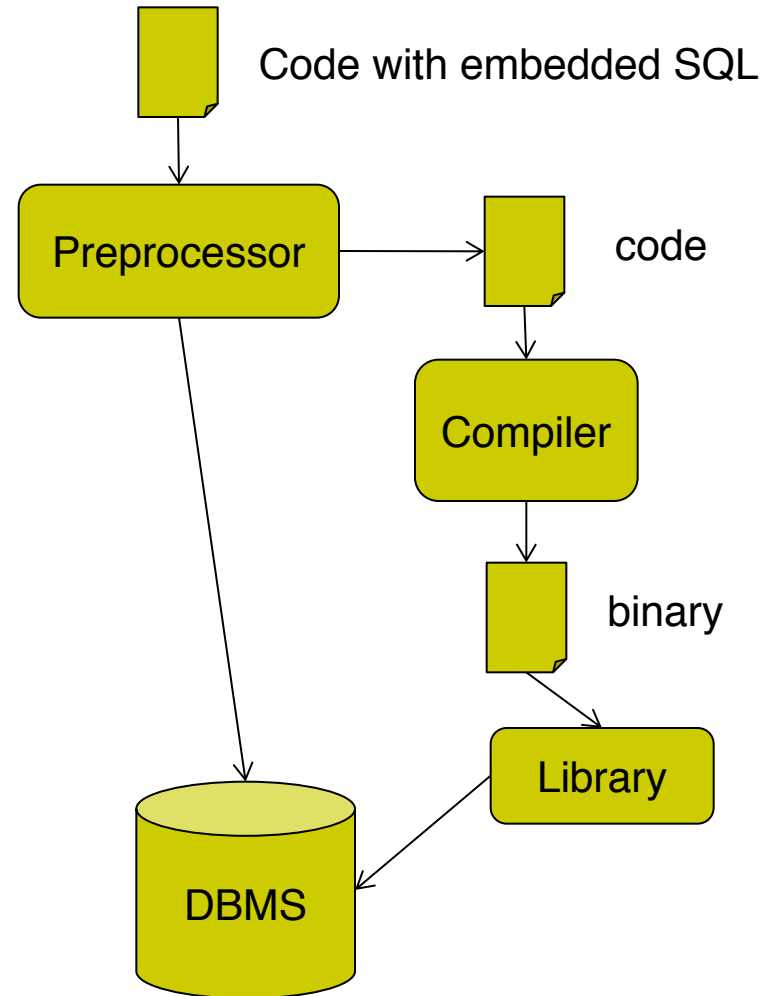 Code with embedded SQL
Preprocessor
code
Compiler
binary
Library
DBMS